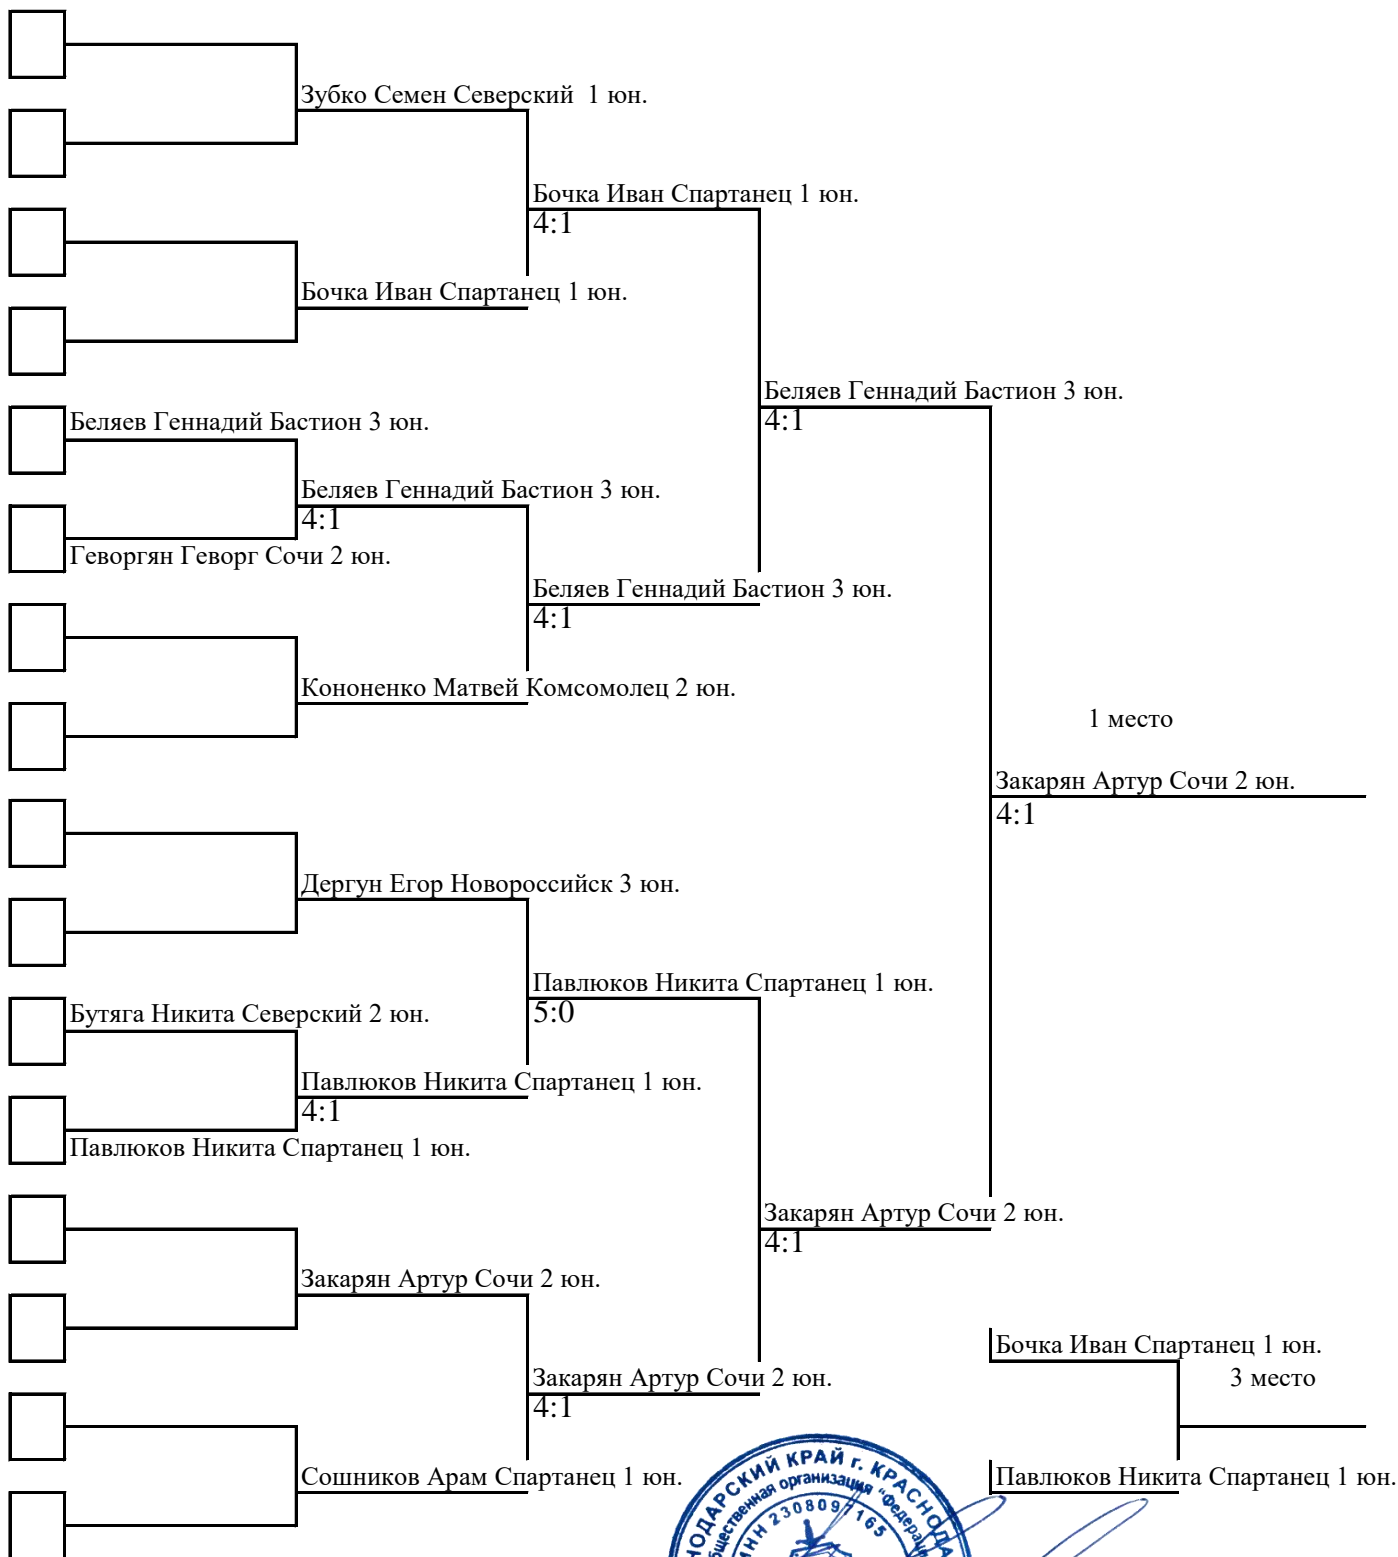 Зубко Семен Северский  1 юн.
Бочка Иван Спартанец 1 юн.
4:1
Бочка Иван Спартанец 1 юн.
Беляев Геннадий Бастион 3 юн.
4:1
Беляев Геннадий Бастион 3 юн.
Беляев Геннадий Бастион 3 юн.
4:1
Геворгян Геворг Сочи 2 юн.
Беляев Геннадий Бастион 3 юн.
4:1
Кононенко Матвей Комсомолец 2 юн.
1 место
Закарян Артур Сочи 2 юн.
4:1
Дергун Егор Новороссийск 3 юн.
Павлюков Никита Спартанец 1 юн.
5:0
Бутяга Никита Северский 2 юн.
Павлюков Никита Спартанец 1 юн.
4:1
Павлюков Никита Спартанец 1 юн.
Закарян Артур Сочи 2 юн.
4:1
Закарян Артур Сочи 2 юн.
Бочка Иван Спартанец 1 юн.
3 место
Закарян Артур Сочи 2 юн.
4:1
Сошников Арам Спартанец 1 юн.
Павлюков Никита Спартанец 1 юн.
КРАЙ г.
организация
ИНН 2308097165